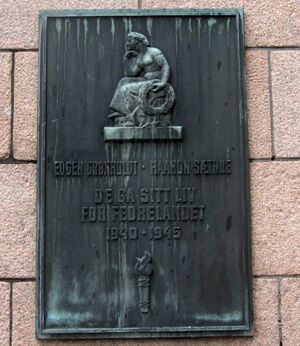 EUGEN GRØNHOLDT - HAAKON SÆTHRE
DE GA SITT LIV
FOR FEDRELANDET
1940 - 1945